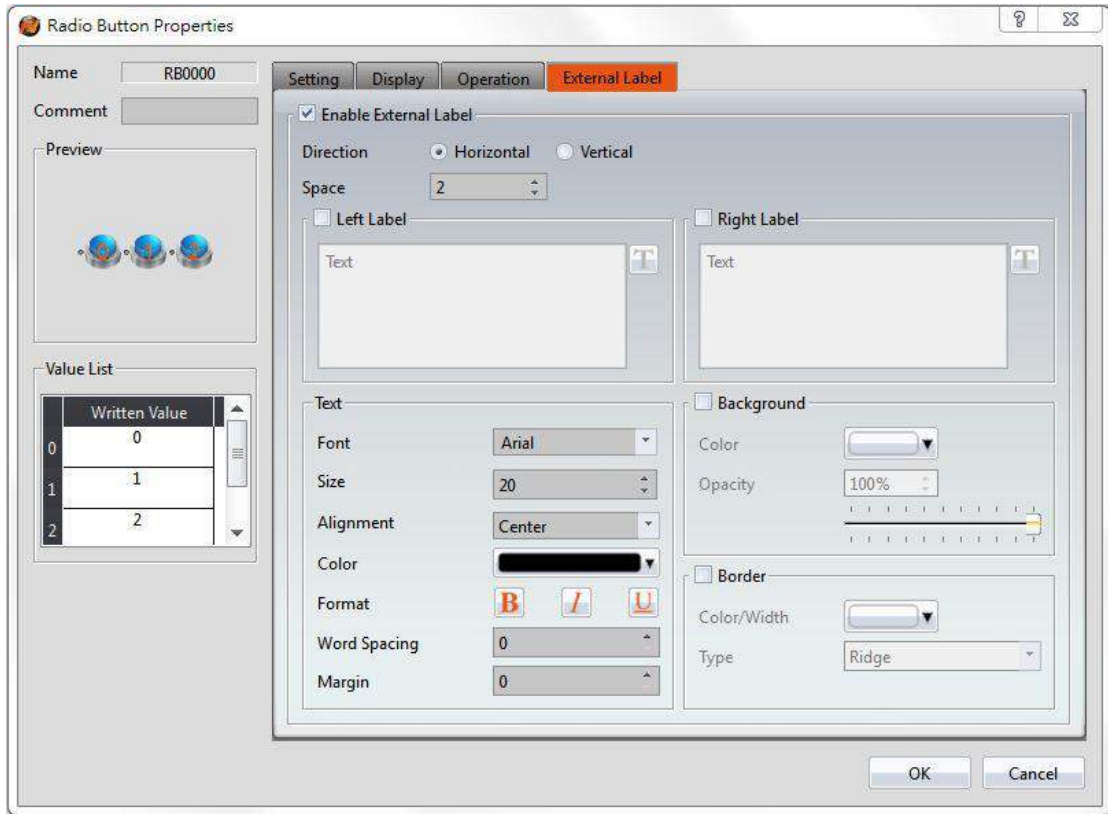 Radio Button Properties
Name RB0000
Comment
Preview
0 1 2
Value List
Written Value
0 0
1 1
2 2
Setting Display Operation External Label
Enable External Label
Direction Horizontal Vertical
Space 2
Left Label
Text T
Right Label
Text T
Text
Font Arial
Size 20
Alignment Center
Color
Format B I U
Word Spacing 0
Margin 0
Background
Color
Opacity 100%
Border
Color/Width
Type Ridge
OK Cancel